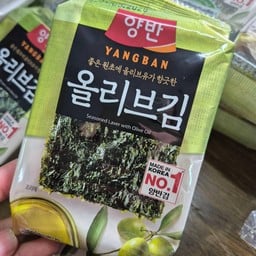 양반
YANGBAN
좋은 원초에 올리브유가 향긋한
올리브김
Seasoned Laver with Olive Oil
MADE IN
KOREA
NO.1
양반김